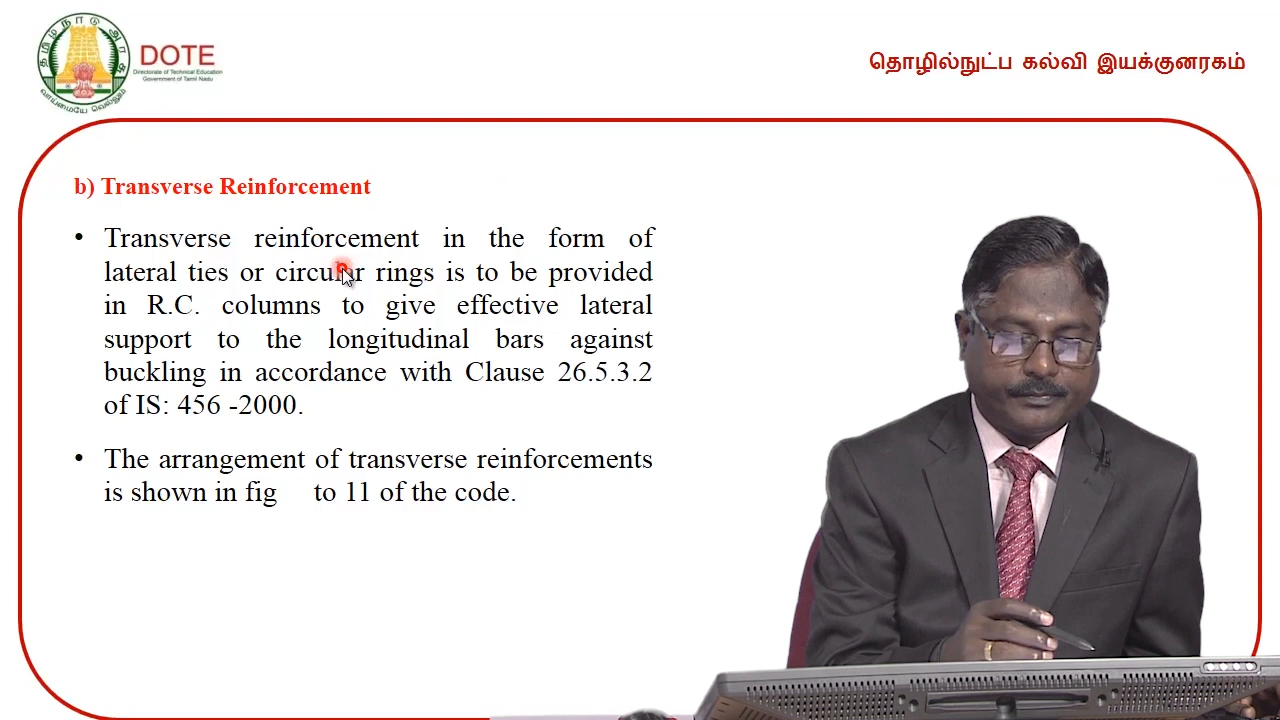 தமிழ்நாடு அரசு
வாய்மையே வெல்லும்
DOTE
Directorate of Technical Education
Government of Tamil Nadu
தொழில்நுட்ப கல்வி இயக்குனரகம்
b) Transverse Reinforcement
• Transverse reinforcement in the form of
lateral ties or circular rings is to be provided
in R.C. columns to give effective lateral
support to the longitudinal bars against
buckling in accordance with Clause 26.5.3.2
of IS: 456 -2000.
• The arrangement of transverse reinforcements
is shown in fig to 11 of the code.